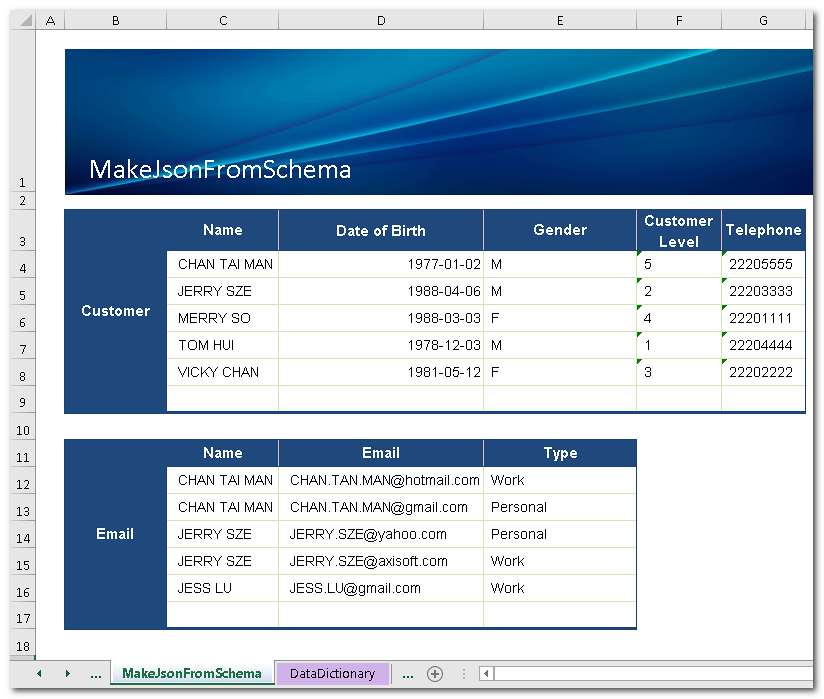 A B C D E F G
1 MakeJsonFromSchema
2
3 Name Date of Birth Gender Customer Level Telephone
4 CHAN TAI MAN 1977-01-02 M 5 22205555
5 JERRY SZE 1988-04-06 M 2 22203333
Customer
6 MERRY SO 1988-03-03 F 4 22201111
7 TOM HUI 1978-12-03 M 1 22204444
8 VICKY CHAN 1981-05-12 F 3 22202222
9
10
11 Name Email Type
12 CHAN TAI MAN CHAN.TAN.MAN@hotmail.com Work
13 CHAN TAI MAN CHAN.TAN.MAN@gmail.com Personal
14 Email JERRY SZE JERRY.SZE@yahoo.com Personal
15 JERRY SZE JERRY.SZE@axisoft.com Work
16 JESS LU JESS.LU@gmail.com Work
17
18
... MakeJsonFromSchema DataDictionary ...